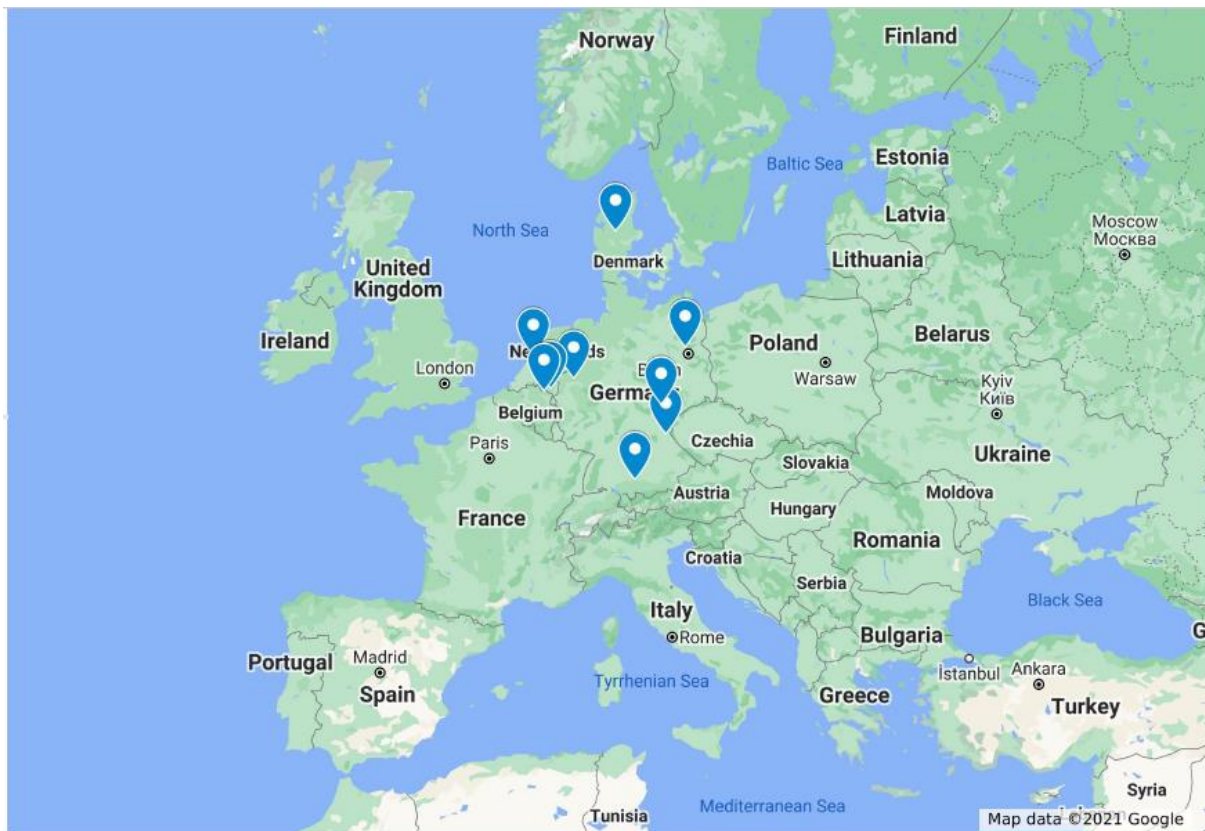 Norway
Finland
Baltic Sea
Estonia
North Sea
Latvia
Moscow
Москва
Denmark
Lithuania
United
Kingdom
Ireland
Belarus
Poland
London
Warsaw
Kyiv
Київ
Belgium
Czechia
Paris
Ukraine
Slovakia
Austria
Moldova
Hungary
France
Romania
Croatia
Serbia
Black Sea
Italy
Rome
Bulgaria
Portugal
Madrid
Spain
Tyrrhenian Sea
İstanbul
Ankara
Greece
Turkey
Syria
Tunisia
Mediterranean Sea
Map data ©2021 Google